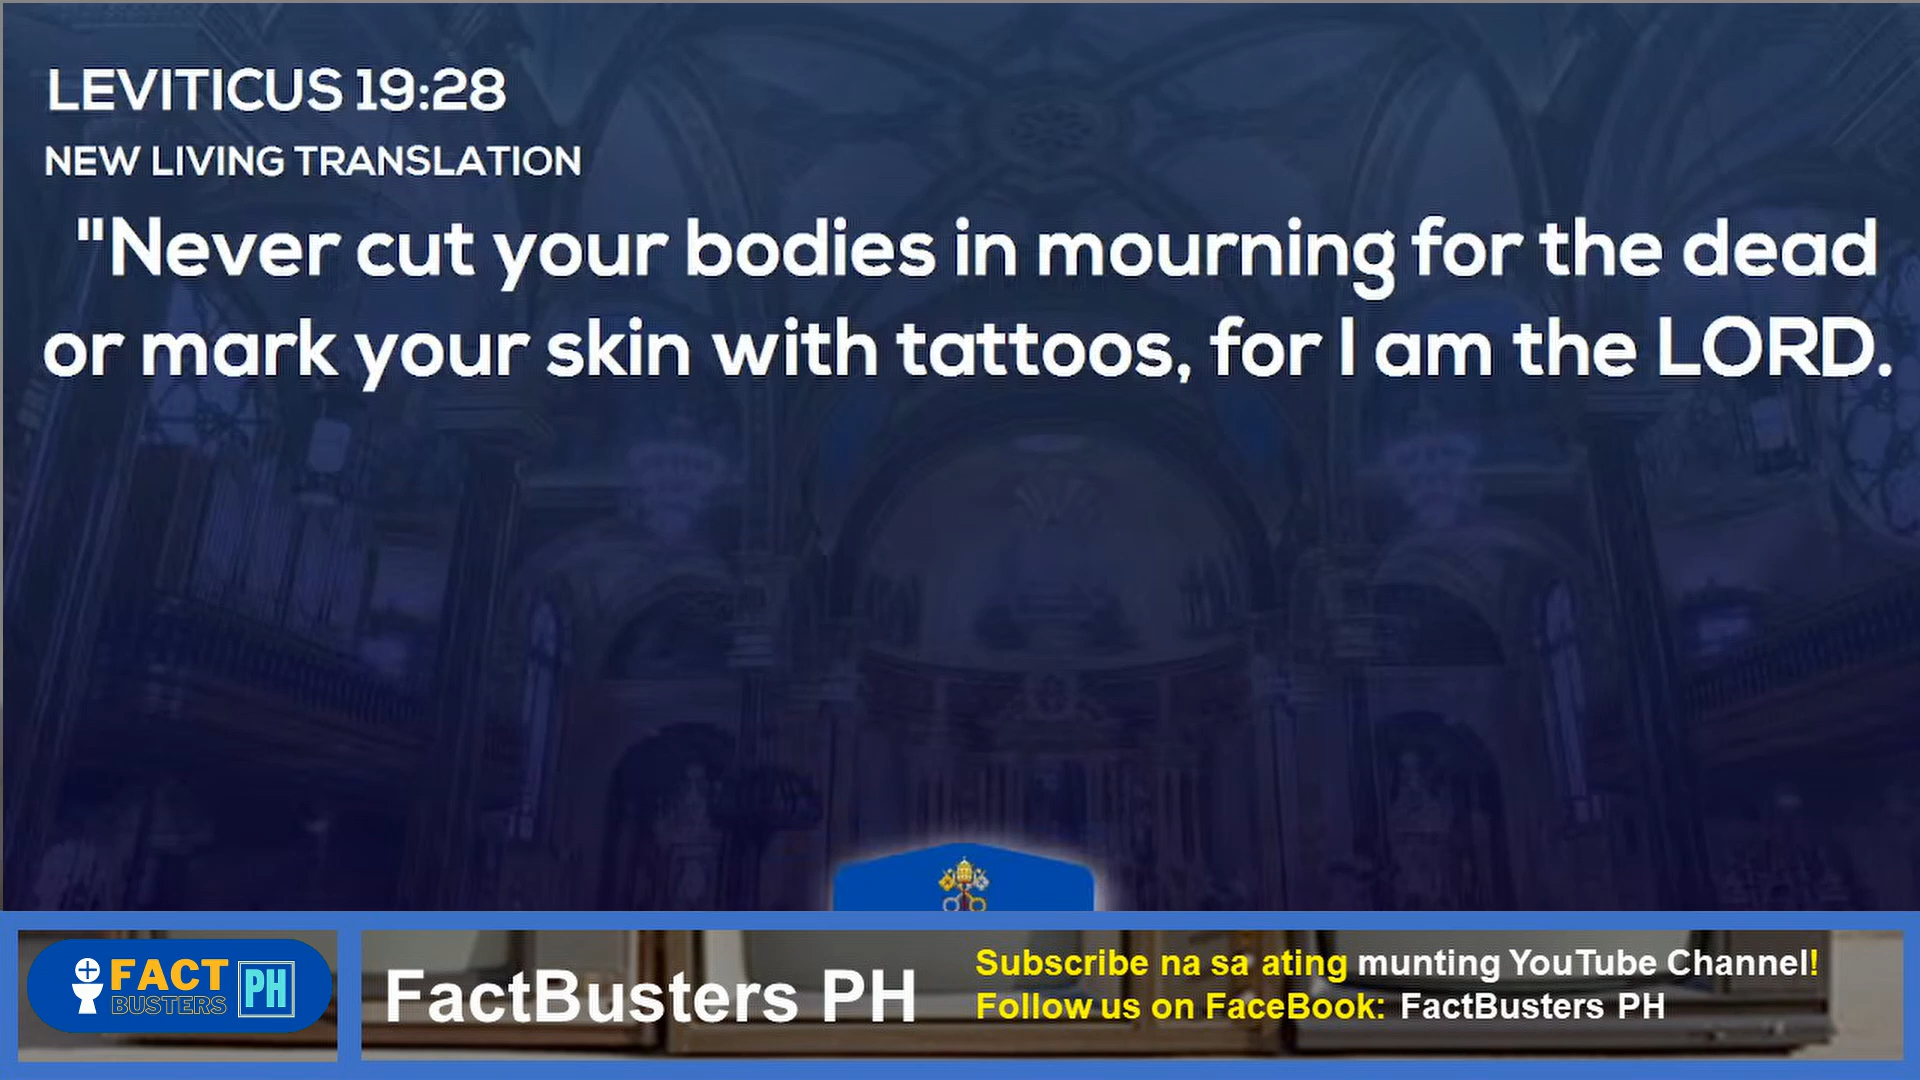 LEVITICUS 19:28
NEW LIVING TRANSLATION
"Never cut your bodies in mourning for the dead
or mark your skin with tattoos, for I am the LORD.
FACT
BUSTERS
PH
FactBusters PH
Subscribe na sa ating munting YouTube Channel!
Follow us on FaceBook: FactBusters PH